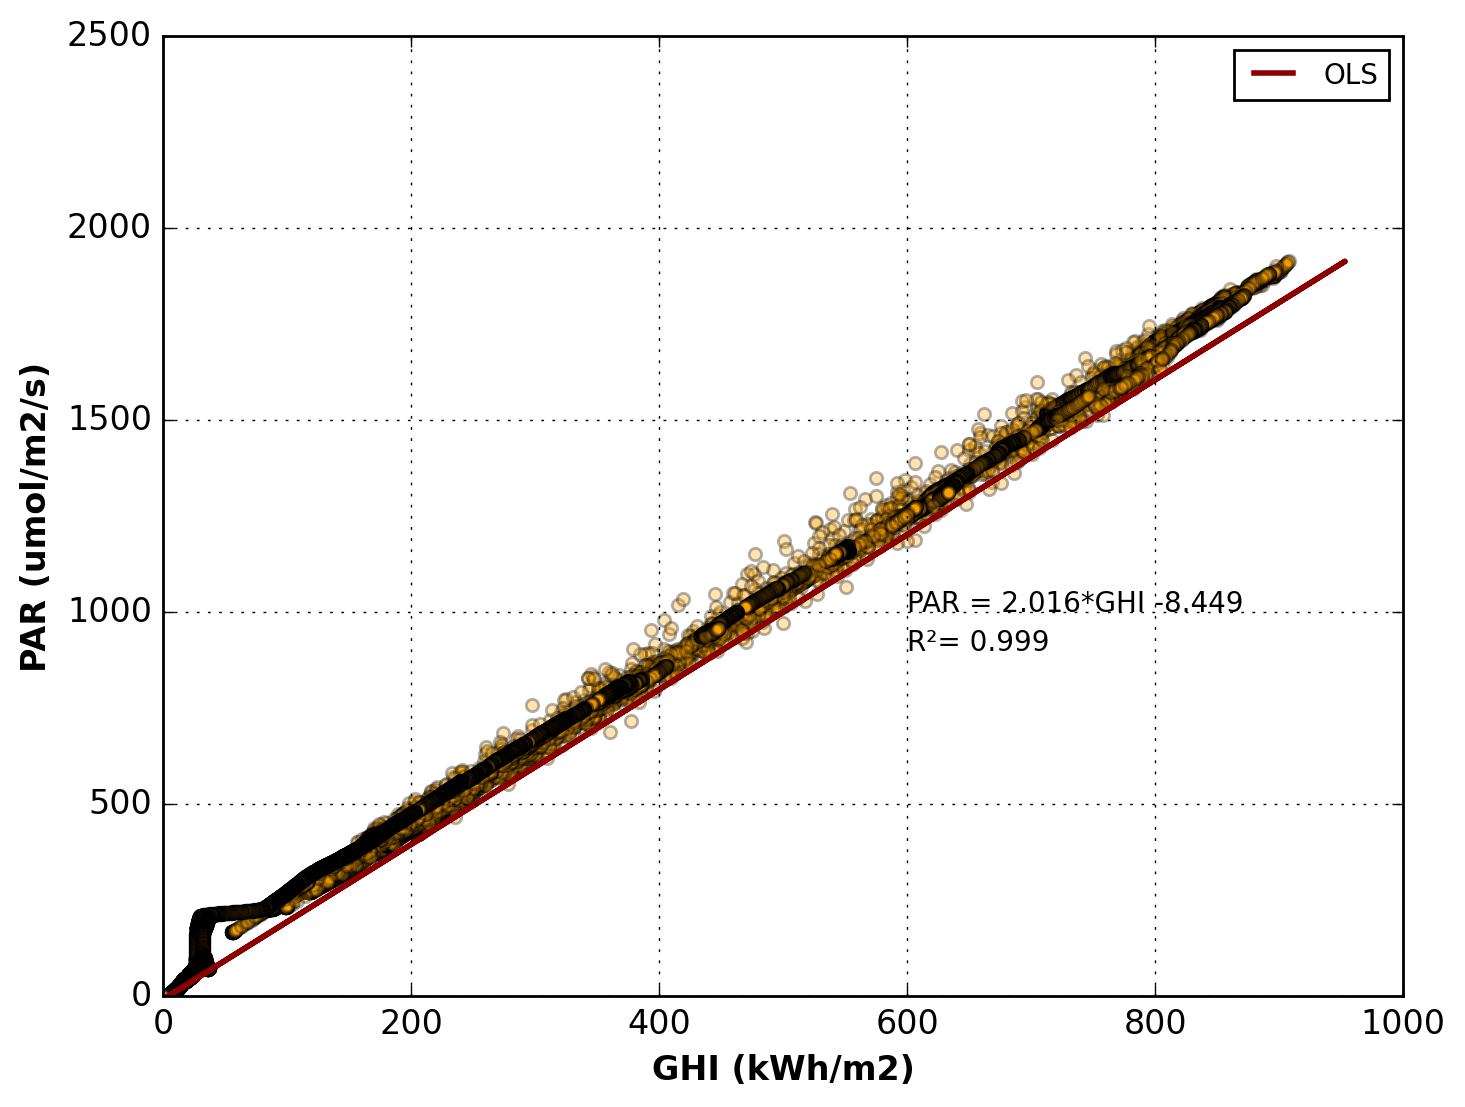 2500
2000
1500
1000
500
0
0 200 400 600 800 1000
PAR (umol/m2/s)
GHI (kWh/m2)
OLS
PAR = 2.016*GHI -8.449
R²= 0.999